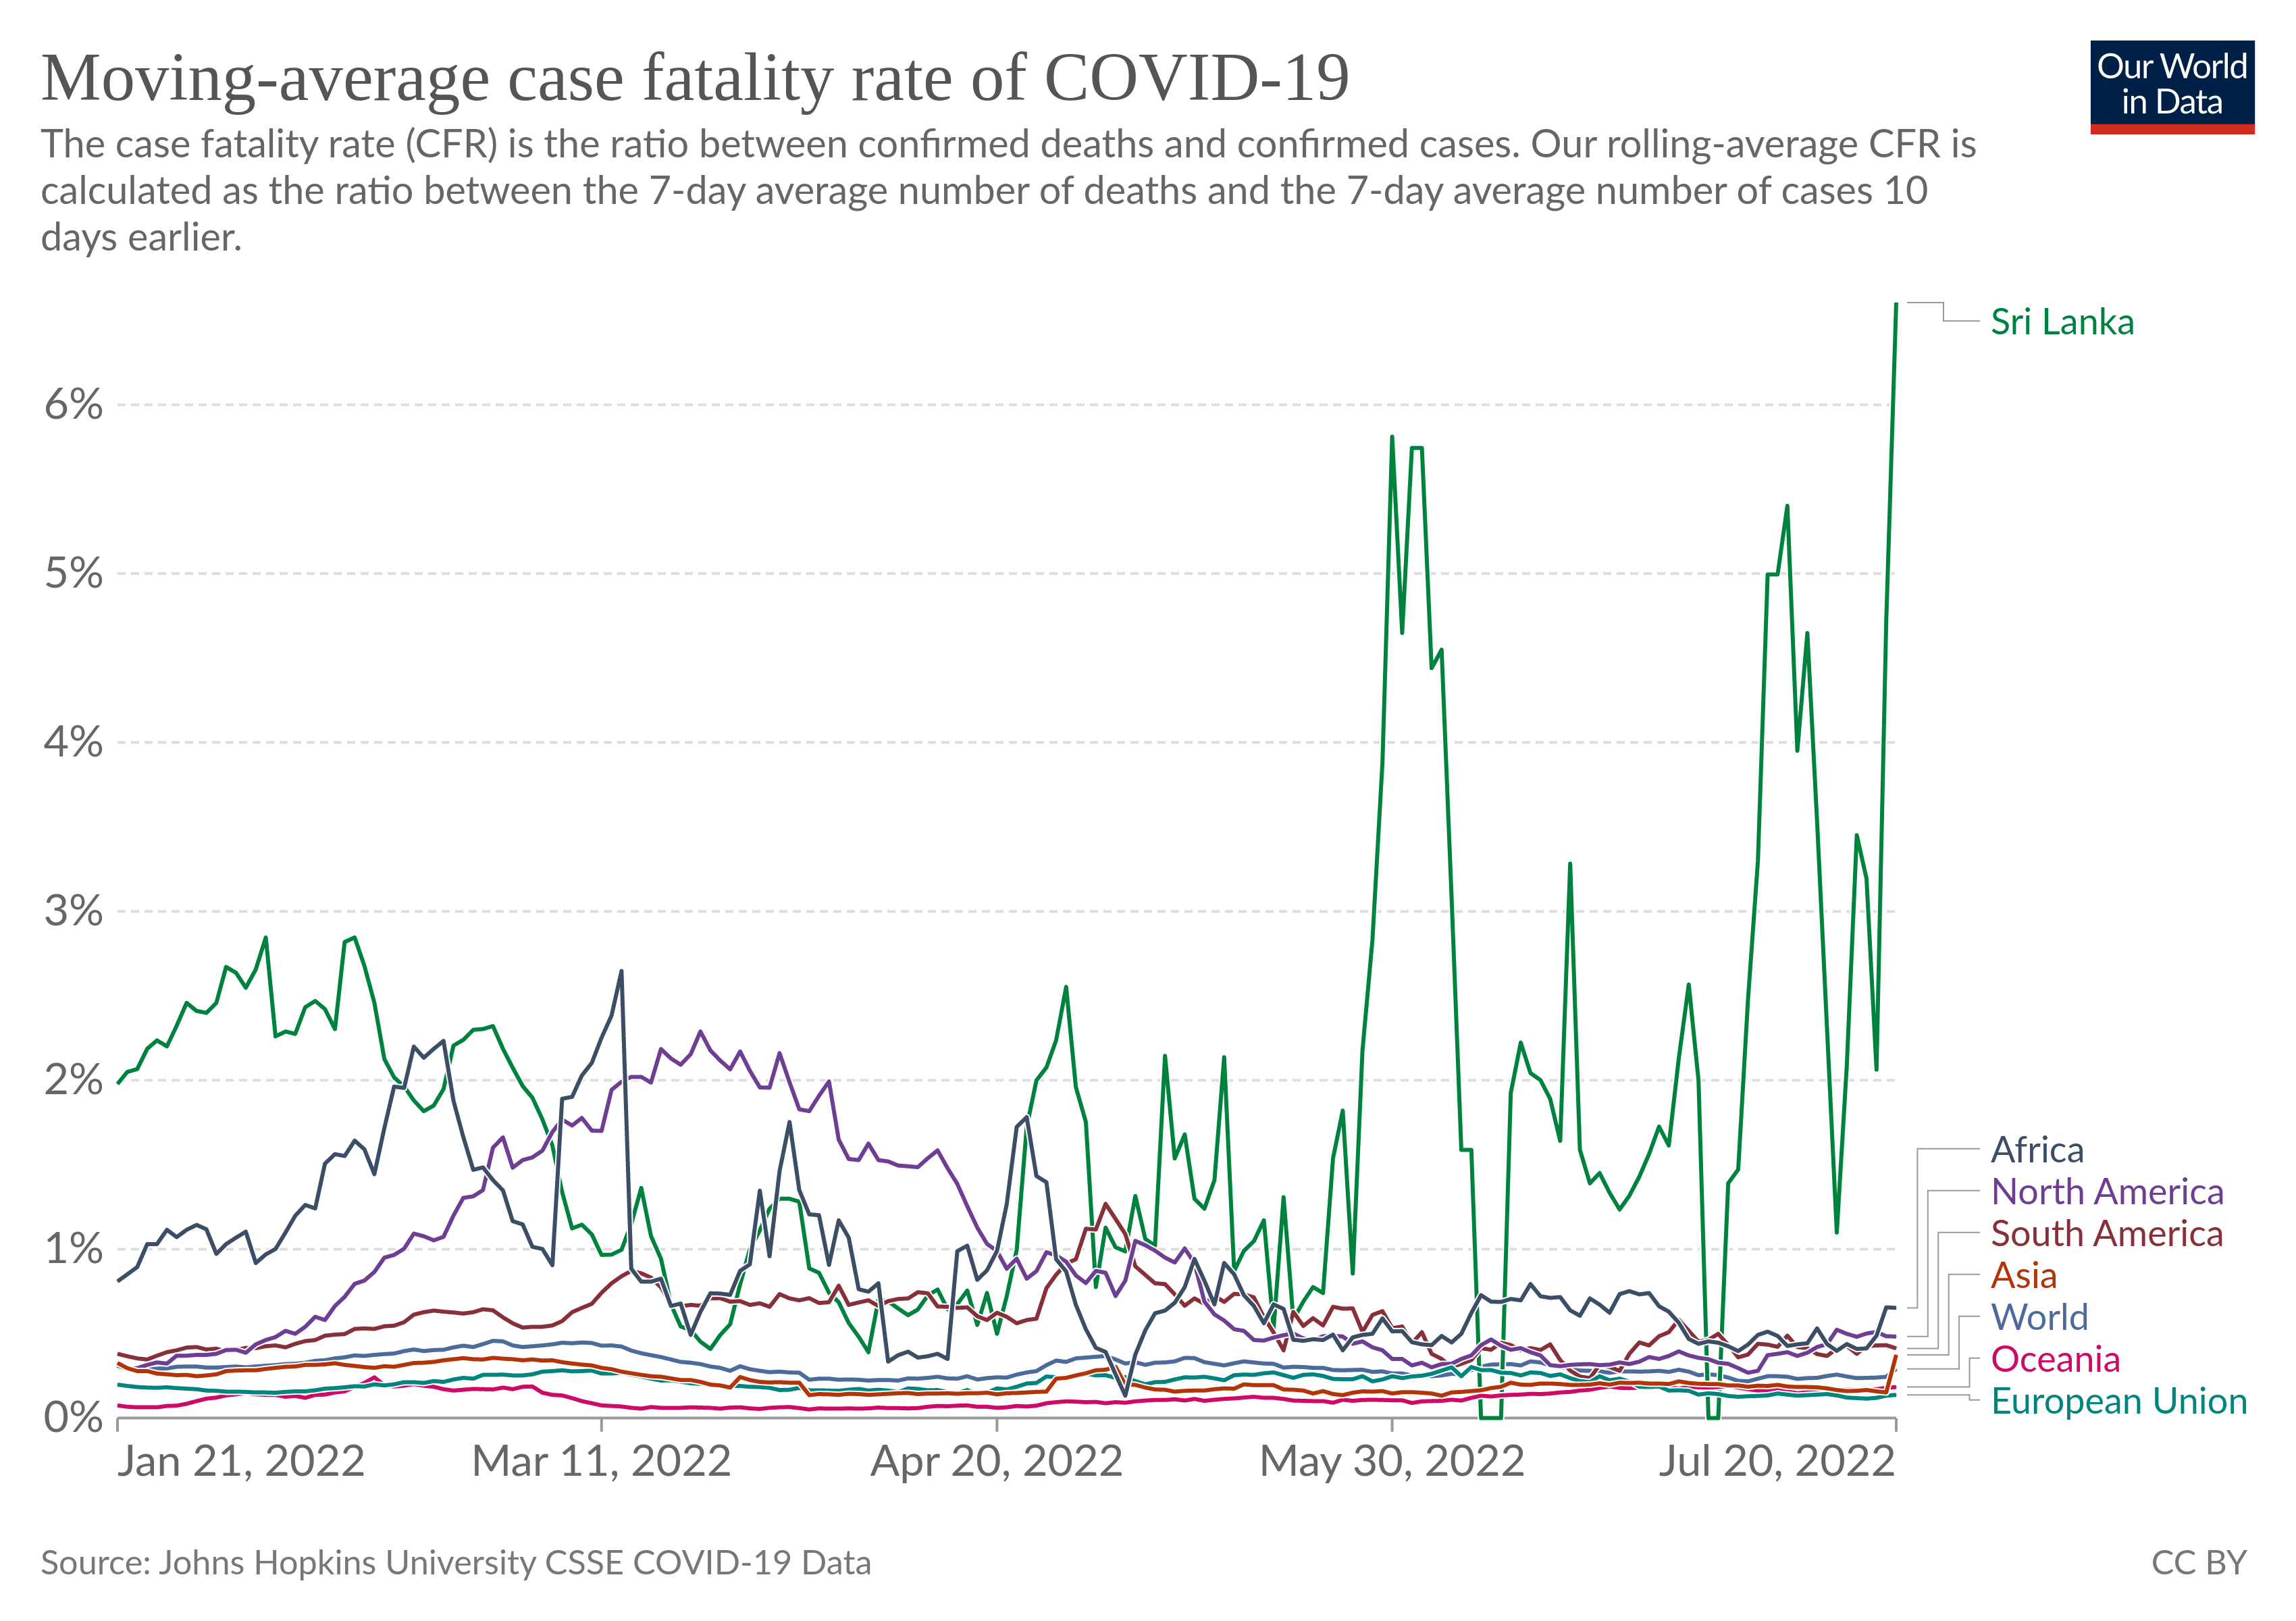 Moving-average case fatality rate of COVID-19
Our World
in Data
The case fatality rate (CFR) is the ratio between confirmed deaths and confirmed cases. Our rolling-average CFR is
calculated as the ratio between the 7-day average number of deaths and the 7-day average number of cases 10
days earlier.
Sri Lanka
6%
5%
4%
3%
2%
1%
0%
Africa
North America
South America
Asia
World
Oceania
European Union
Jan 21, 2022
Mar 11, 2022
Apr 20, 2022
May 30, 2022
Jul 20, 2022
Source: Johns Hopkins University CSSE COVID-19 Data
CC BY